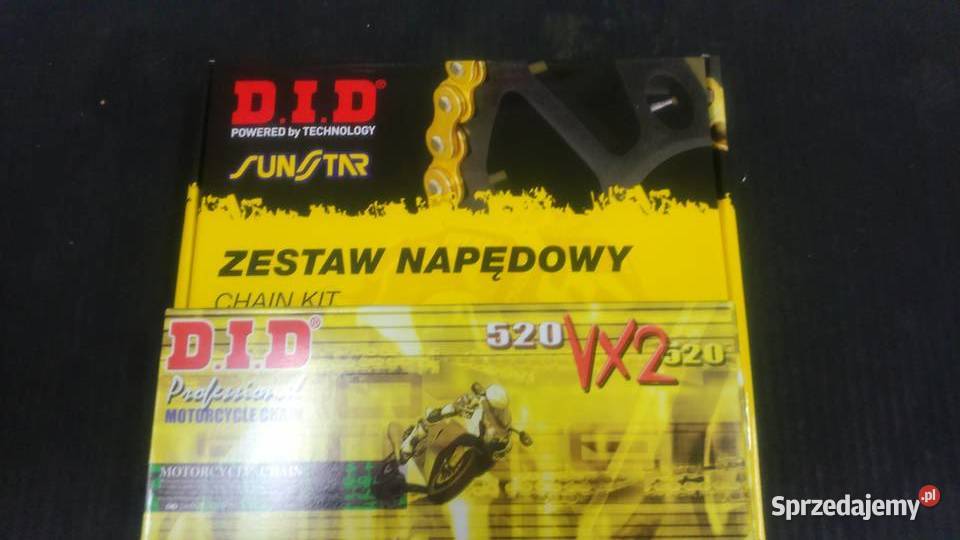 D.I.D®
POWERED by TECHNOLOGY
SUNSTAR
ZESTAW NAPĘDOWY
CHAIN KIT
D.I.D®
520 VX2 520
Professional
MOTORCYCLE CHAIN
MOTORCYCLE CHAIN
Sprzedajemy.pl